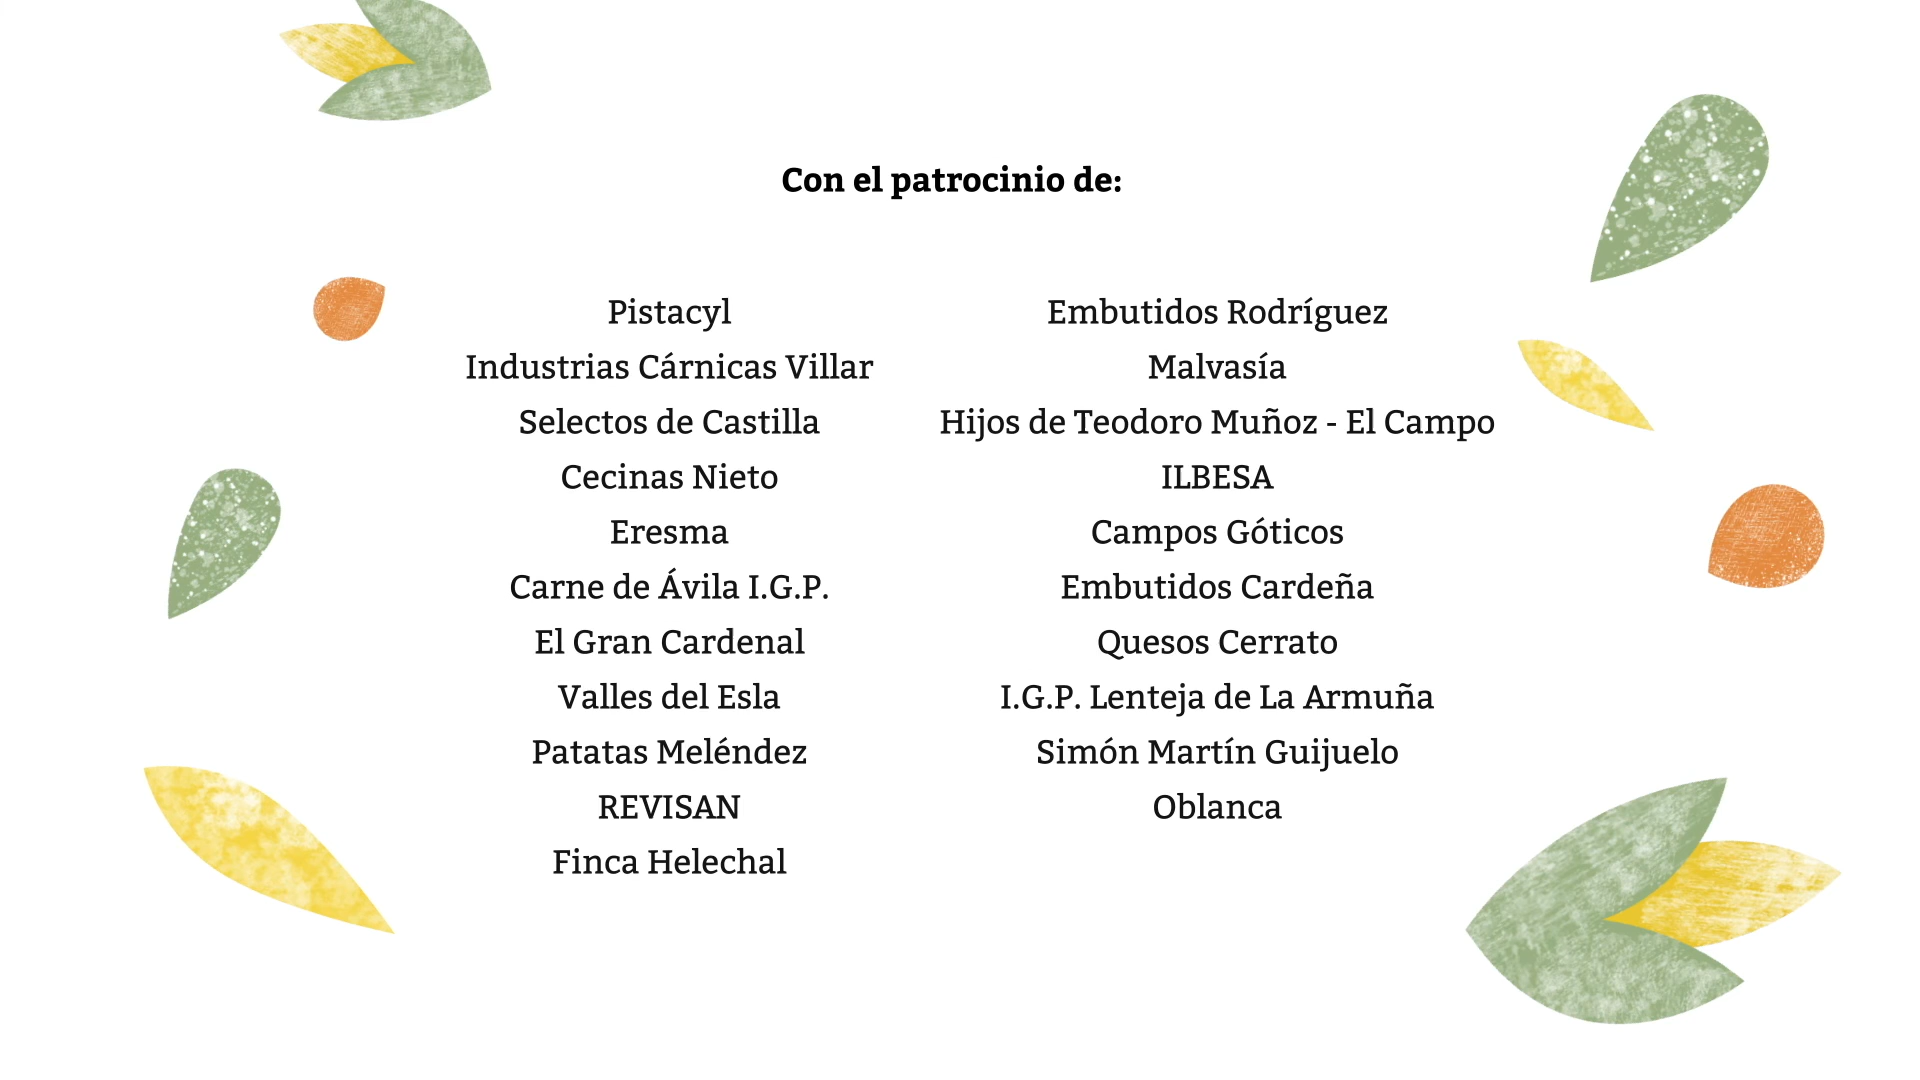 Con el patrocinio de:
Pistacyl
Industrias Cárnicas Villar
Selectos de Castilla
Cecinas Nieto
Eresma
Carne de Ávila I.G.P.
El Gran Cardenal
Valles del Esla
Patatas Meléndez
REVISAN
Finca Helechal
Embutidos Rodríguez
Malvasía
Hijos de Teodoro Muñoz - El Campo
ILBESA
Campos Góticos
Embutidos Cardeña
Quesos Cerrato
I.G.P. Lenteja de La Armuña
Simón Martín Guijuelo
Oblanca